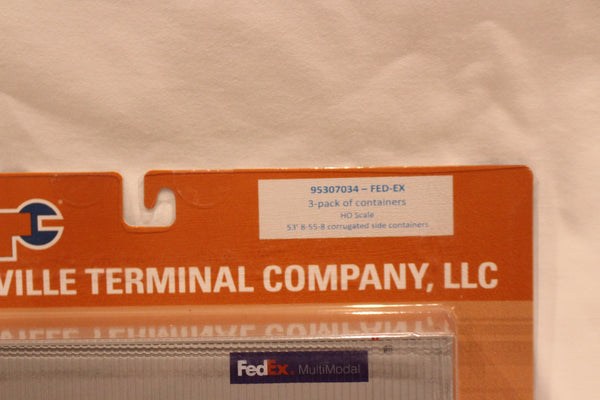 95307034 – FED-EX
3-pack of containers
HO Scale
53' 8-55-8 corrugated side containers
VILLE TERMINAL COMPANY, LLC
FedEx. MultiModal